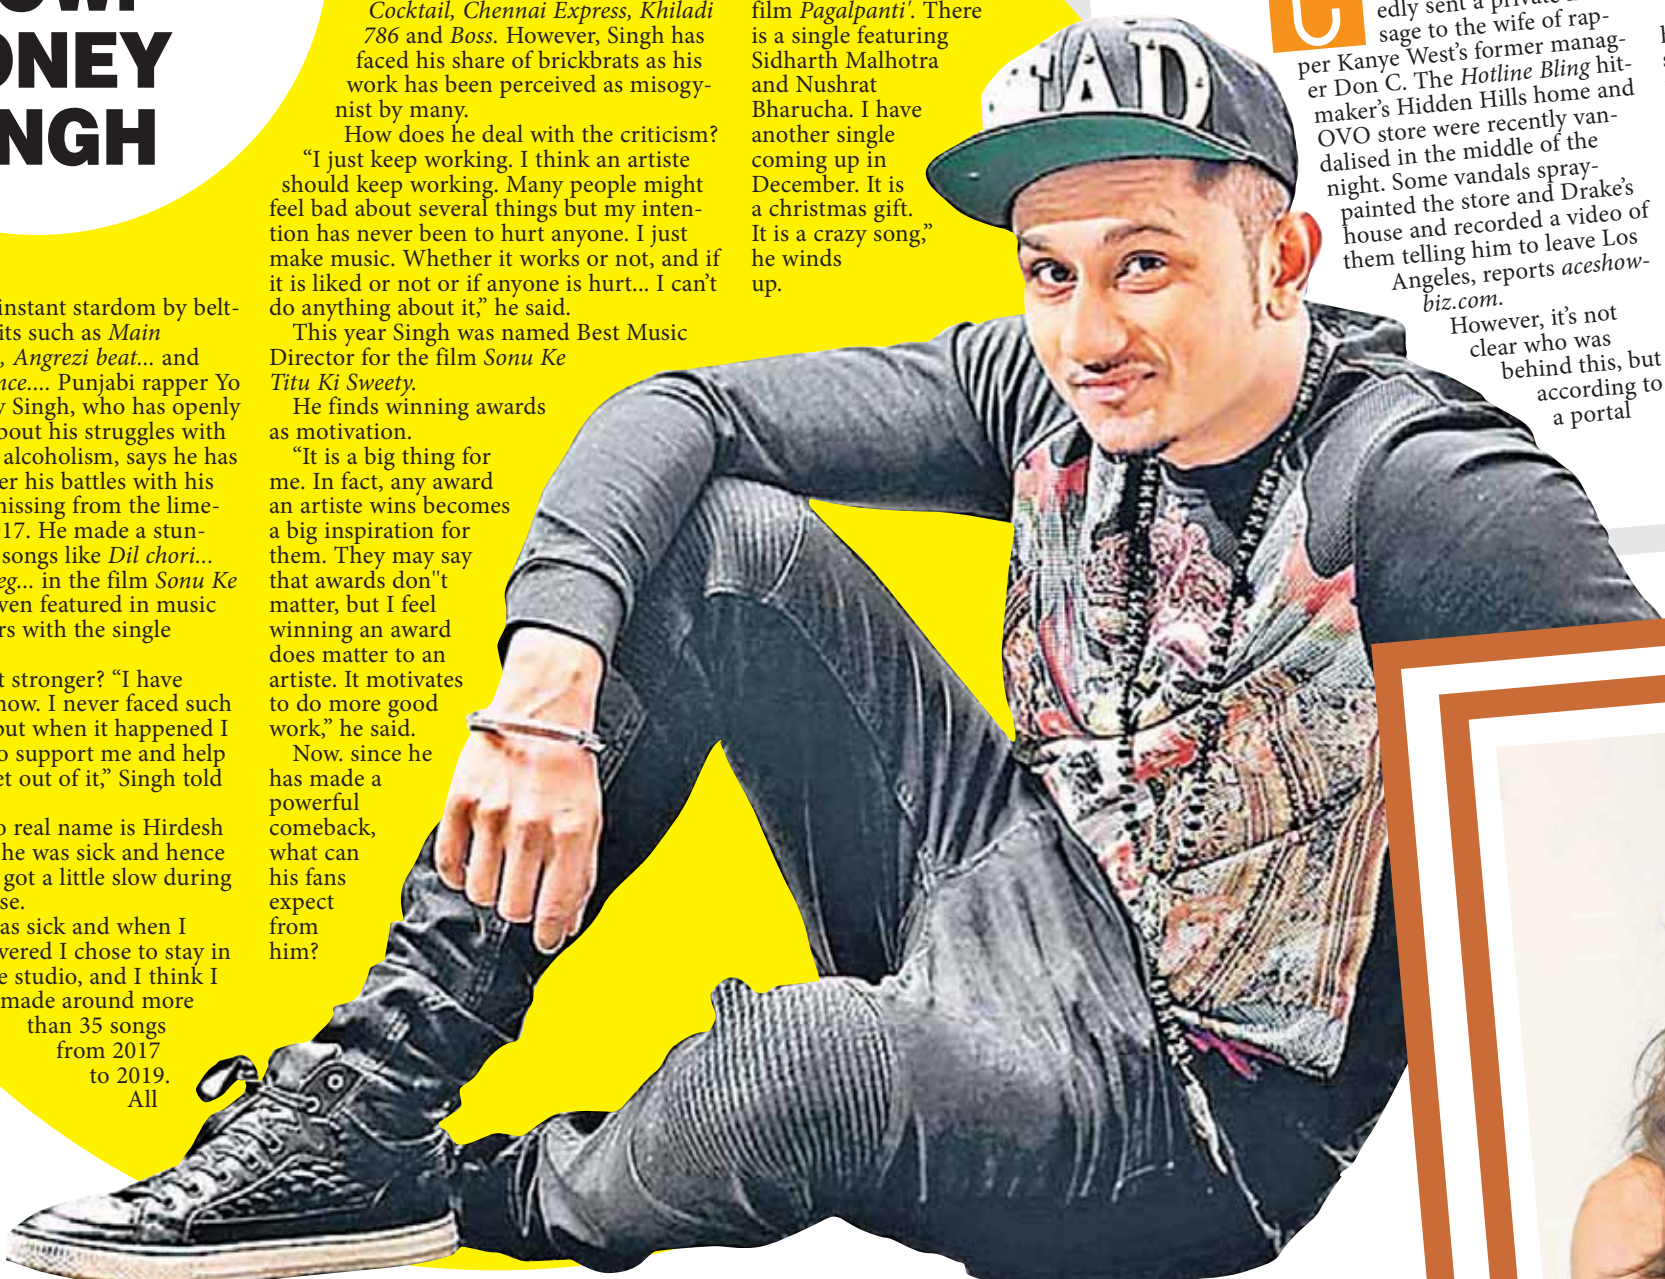 ONEY
NGH
instant stardom by belt-
its such as Main
, Angrezi beat... and
nce.... Punjabi rapper Yo
y Singh, who has openly
bout his struggles with
alcoholism, says he has
er his battles with his
missing from the lime-
17. He made a stun-
songs like Dil chori...
eg... in the film Sonu Ke
ven featured in music
rs with the single
t stronger? “I have
now. I never faced such
but when it happened I
o support me and help
et out of it,” Singh told
o real name is Hirdesh
he was sick and hence
got a little slow during
se.
as sick and when I
vered I chose to stay in
e studio, and I think I
made around more
than 35 songs
from 2017
to 2019.
All
Cocktail, Chennai Express, Khiladi
786 and Boss. However, Singh has
faced his share of brickbrats as his
work has been perceived as misogy-
nist by many.
How does he deal with the criticism?
“I just keep working. I think an artiste
should keep working. Many people might
feel bad about several things but my inten-
tion has never been to hurt anyone. I just
make music. Whether it works or not, and if
it is liked or not or if anyone is hurt... I can’t
do anything about it,” he said.
This year Singh was named Best Music
Director for the film Sonu Ke
Titu Ki Sweety.
He finds winning awards
as motivation.
“It is a big thing for
me. In fact, any award
an artiste wins becomes
a big inspiration for
them. They may say
that awards don"t
matter, but I feel
winning an award
does matter to an
artiste. It motivates
to do more good
work,” he said.
Now. since he
has made a
powerful
comeback,
what can
his fans
expect
from
him?
film Pagalpanti'. There
is a single featuring
Sidharth Malhotra
and Nushrat
Bharucha. I have
another single
coming up in
December. It is
a christmas gift.
It is a crazy song,”
he winds
up.
EAD
edly sent a private
sage to the wife of rap-
per Kanye West’s former manag-
er Don C. The Hotline Bling hit-
maker’s Hidden Hills home and
OVO store were recently van-
dalised in the middle of the
night. Some vandals spray-
painted the store and Drake’s
house and recorded a video of
them telling him to leave Los
Angeles, reports aceshow-
biz.com.
However, it’s not
clear who was
behind this, but
according to
a portal